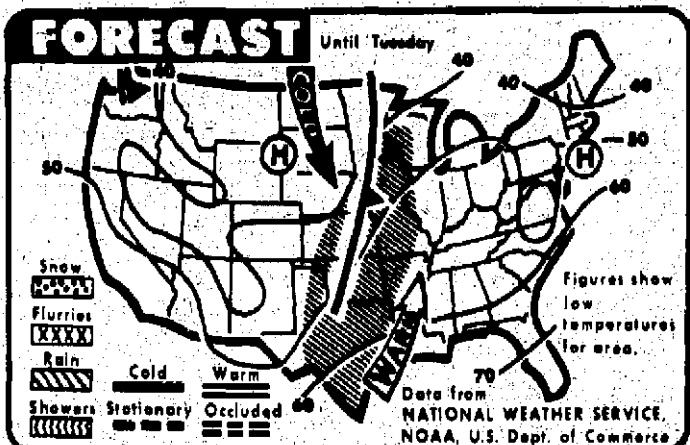 FORECAST
Until Tuesday
40
40
40
40
COLD
H
H
50
50
60
Snow
Flurries
Rain
Showers
Cold
Warm
Stationary
Occluded
60
WARM
70
Figures show
low
temperatures
for area.
Data from
NATIONAL WEATHER SERVICE,
NOAA, U.S. Dept. of Commerce